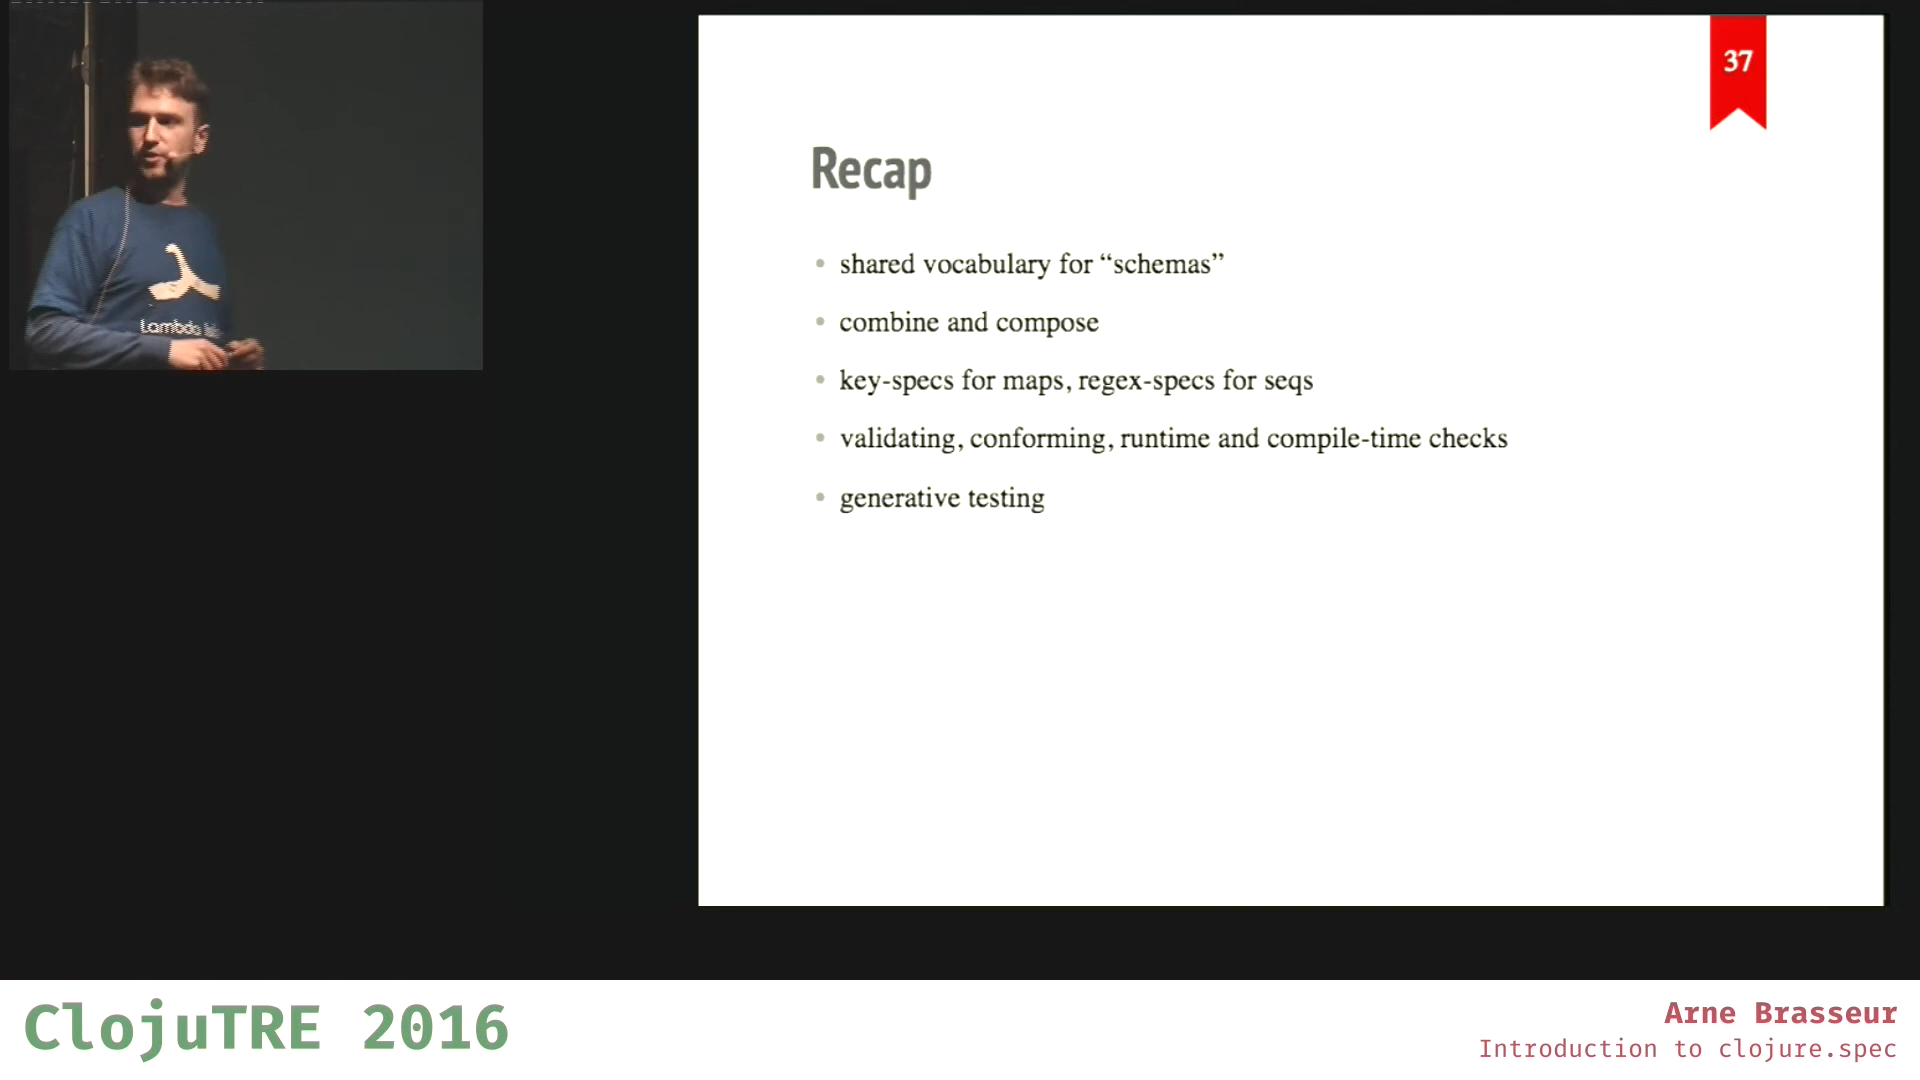 37
Recap
shared vocabulary for “schemas”
combine and compose
key-specs for maps, regex-specs for seqs
validating, conforming, runtime and compile-time checks
generative testing
Lambda
ClojuTRE 2016
Arne Brasseur
Introduction to clojure.spec